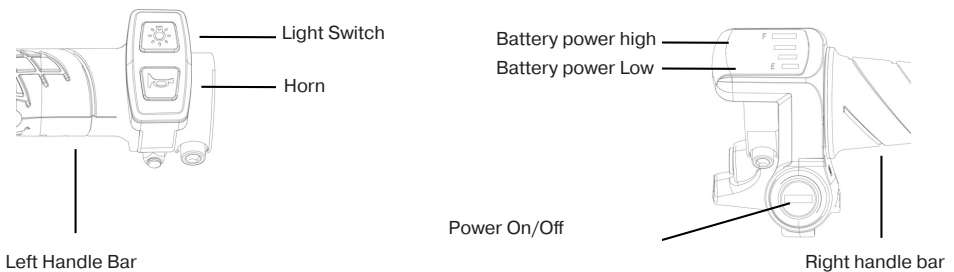 Light Switch
Horn
Left Handle Bar
Battery power high
Battery power Low
F
E
Power On/Off
Right handle bar